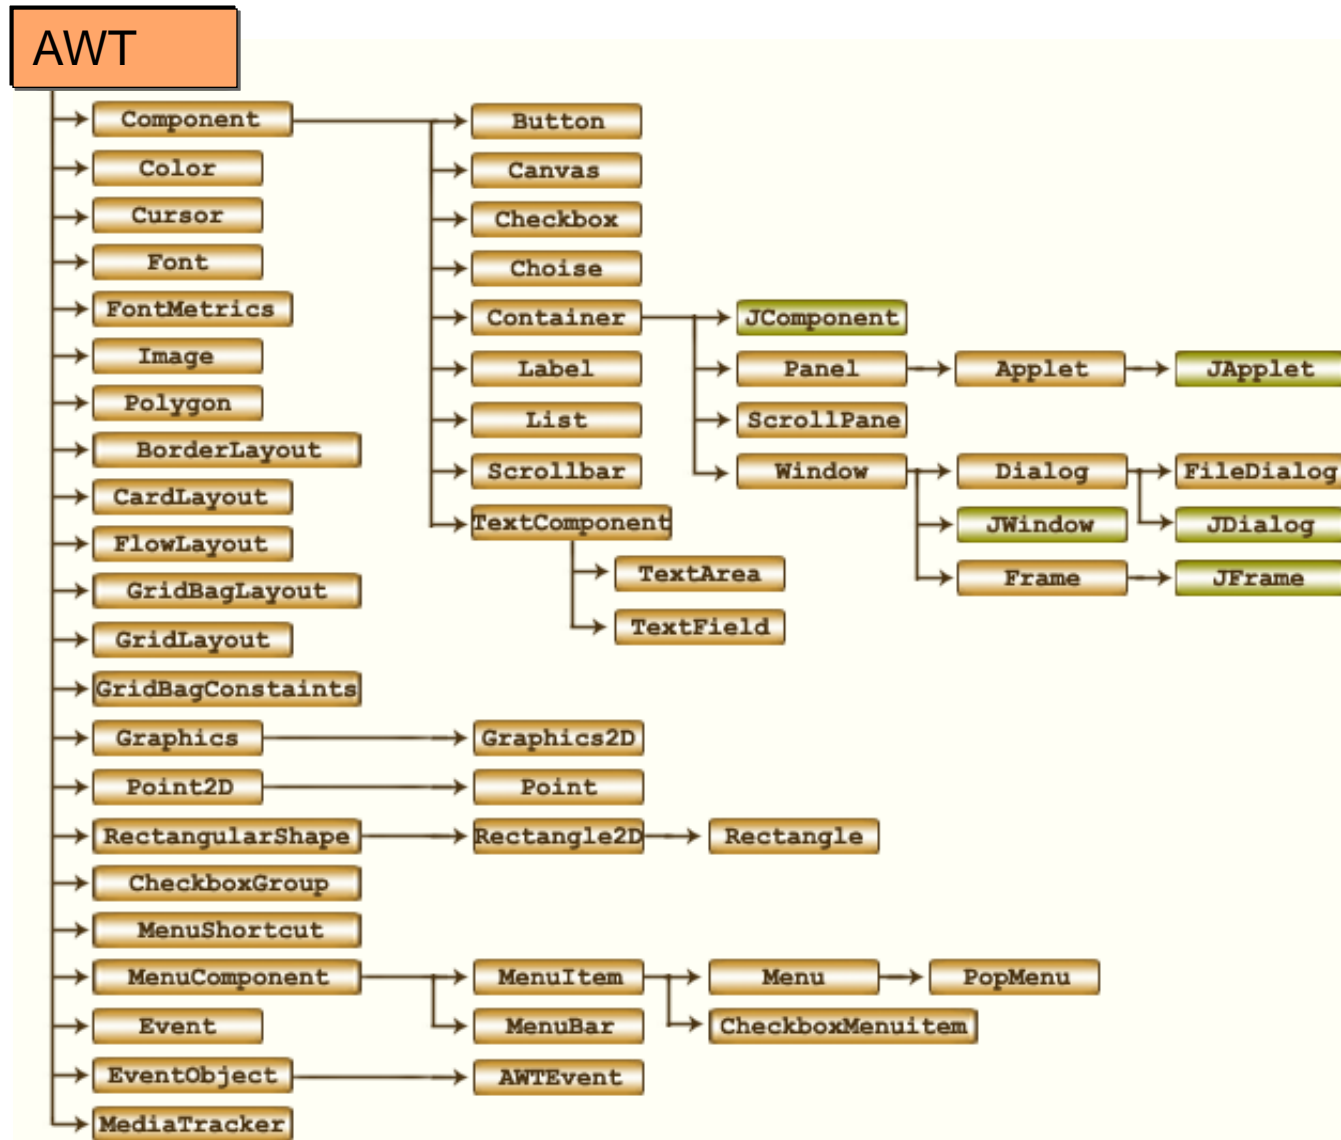 AWT
Component Button
Color Canvas
Cursor Checkbox
Font Choise
FontMetrics Container JComponent
Image Label Panel Applet JApplet
Polygon List ScrollPane
BorderLayout Scrollbar Window Dialog FileDialog
CardLayout TextComponent JWindow JDialog
FlowLayout TextArea Frame JFrame
GridBagLayout TextField
GridLayout
GridBagConstaints
Graphics Graphics2D
Point2D Point
RectangularShape Rectangle2D Rectangle
CheckboxGroup
MenuShortcut
MenuComponent MenuItem Menu PopMenu
Event MenuBar CheckboxMenuitem
EventObject AWTEvent
MediaTracker